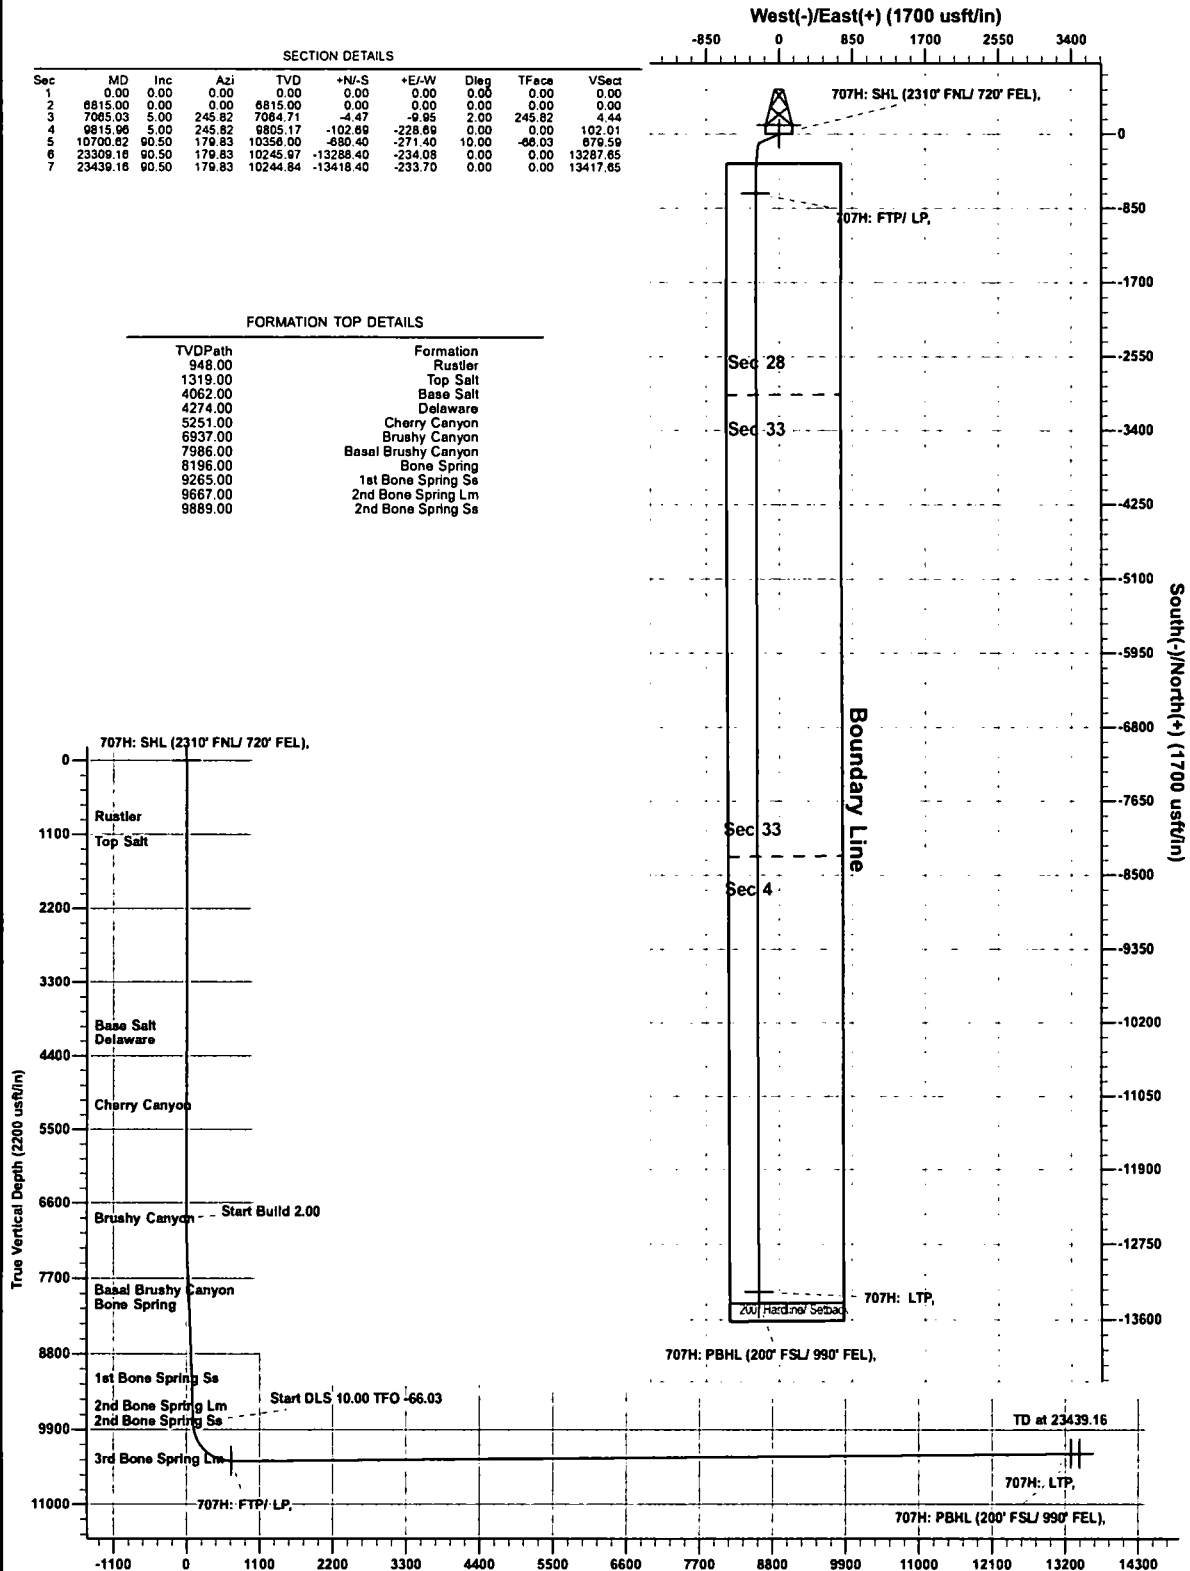 West(-)/East(+) (1700 usft/in)
-850 0 850 1700 2550 3400
SECTION DETAILS
Sec MD Inc Azi TVD +N/-S +E/-W Dleg TFace VSect
1 0.00 0.00 0.00 0.00 0.00 0.00 0.00 0.00 0.00
2 6815.00 0.00 0.00 6815.00 0.00 0.00 0.00 0.00 0.00
3 7065.03 5.00 245.82 7064.71 -4.47 -9.95 2.00 245.82 4.44
4 9815.96 5.00 245.82 9805.17 -102.69 -228.69 0.00 0.00 102.01
5 10700.62 90.50 179.83 10356.00 -680.40 -271.40 10.00 -66.03 679.59
6 23309.16 90.50 179.83 10245.97 -13288.40 -234.08 0.00 0.00 13287.65
7 23439.16 90.50 179.83 10244.84 -13418.40 -233.70 0.00 0.00 13417.65
707H: SHL (2310' FNL/ 720' FEL),
0
-850
707H: FTP/ LP,
-1700
FORMATION TOP DETAILS
TVDPath Formation
948.00 Rustler
1319.00 Top Salt
4062.00 Base Salt
4274.00 Delaware
5251.00 Cherry Canyon
6937.00 Brushy Canyon
7986.00 Basal Brushy Canyon
8196.00 Bone Spring
9265.00 1st Bone Spring Ss
9667.00 2nd Bone Spring Lm
9889.00 2nd Bone Spring Ss
-2550
Sec 28
-3400
Sec 33
-4250
-5100
-5950
-6800
-7650
Sec 33
-8500
Sec 4
-9350
-10200
-11050
-11900
-12750
-13600
Boundary Line
South(-)/North(+) (1700 usft/in)
707H: LTP,
200' Hardline/ Setback
707H: PBHL (200' FSL/ 990' FEL),
707H: SHL (2310' FNL/ 720' FEL),
0
Rustler
1100
Top Salt
2200
3300
Base Salt
Delaware
4400
Cherry Canyon
5500
6600
Brushy Canyon
Start Build 2.00
7700
Basal Brushy Canyon
Bone Spring
8800
1st Bone Spring Ss
2nd Bone Spring Lm
2nd Bone Spring Ss
Start DLS 10.00 TFO -66.03
9900
TD at 23439.16
3rd Bone Spring Lm
707H: LTP,
707H: FTP/ LP,
11000
707H: PBHL (200' FSL/ 990' FEL),
True Vertical Depth (2200 usft/in)
-1100 0 1100 2200 3300 4400 5500 6600 7700 8800 9900 11000 12100 13200 14300